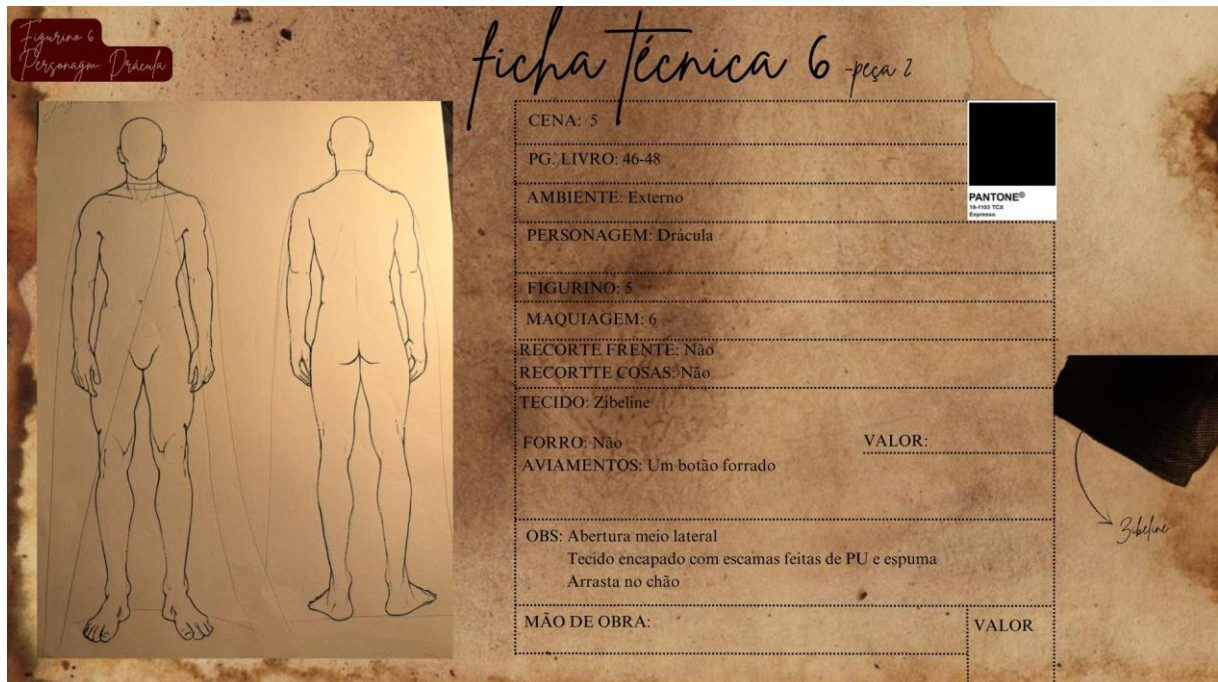 Figurino 6
Personagm: Drácula
ficha técnica 6 -peça 2
CENA: 5
PG. LIVRO: 46-48
AMBIENTE: Externo
PERSONAGEM: Drácula
FIGURINO: 5
MAQUIAGEM: 6
RECORTE FRENTE: Não
RECORTTE COSAS: Não
TECIDO: Zibeline
FORRO: Não
VALOR:
AVIAMENTOS: Um botão forrado
OBS: Abertura meio lateral
Tecido encapado com escamas feitas de PU e espuma
Arrasta no chão
MÃO DE OBRA:
VALOR
PANTONE®
19-1103 TCX
Espresso
Zibeline